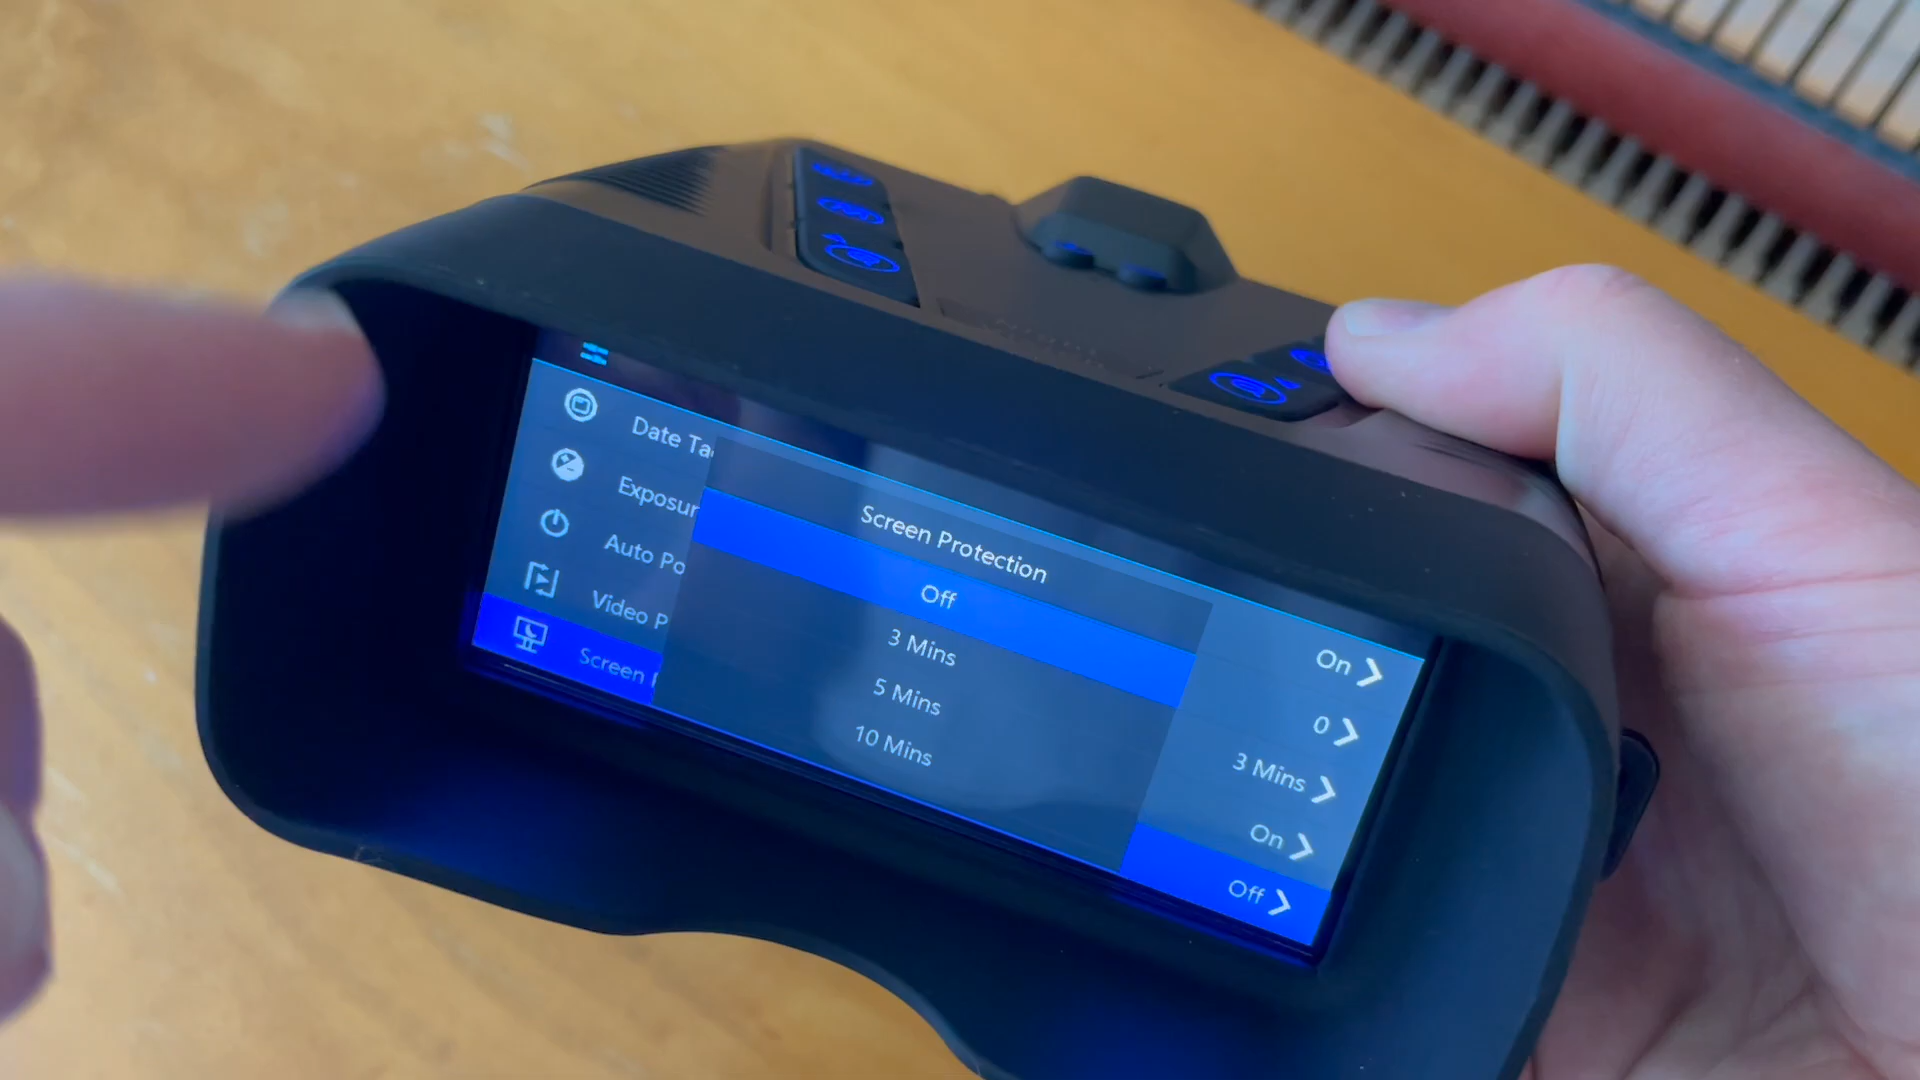 Date Ta
Exposur
Auto Po
Video P
Screen
Screen Protection
Off
3 Mins
5 Mins
10 Mins
On
0
3 Mins
On
Off